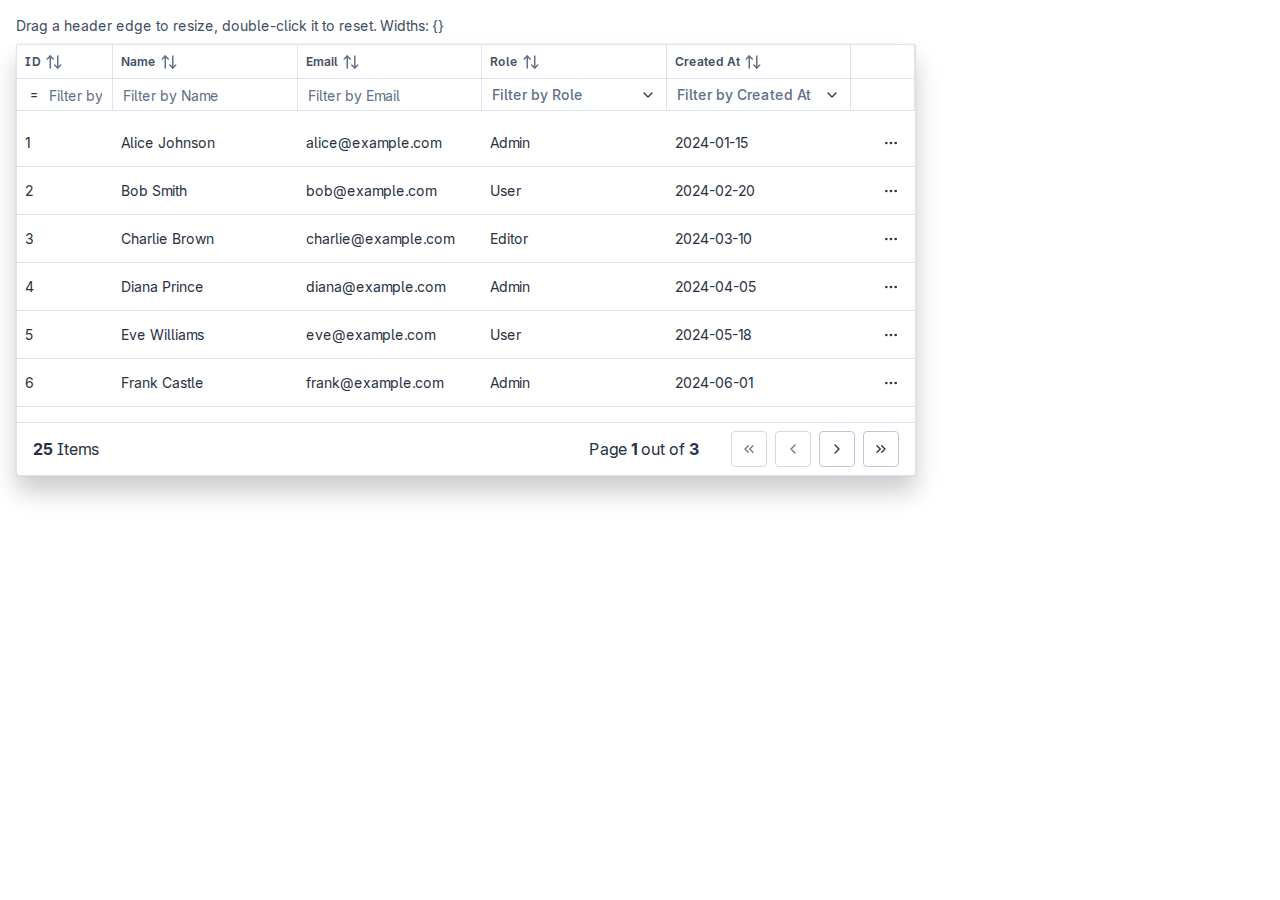 Drag a header edge to resize, double-click it to reset. Widths: {}
ID Name Email Role Created At
= Filter by Filter by Name Filter by Email Filter by Role Filter by Created At
1 Alice Johnson alice@example.com Admin 2024-01-15 ...
2 Bob Smith bob@example.com User 2024-02-20 ...
3 Charlie Brown charlie@example.com Editor 2024-03-10 ...
4 Diana Prince diana@example.com Admin 2024-04-05 ...
5 Eve Williams eve@example.com User 2024-05-18 ...
6 Frank Castle frank@example.com Admin 2024-06-01 ...
25 Items Page 1 out of 3 « ‹ › »